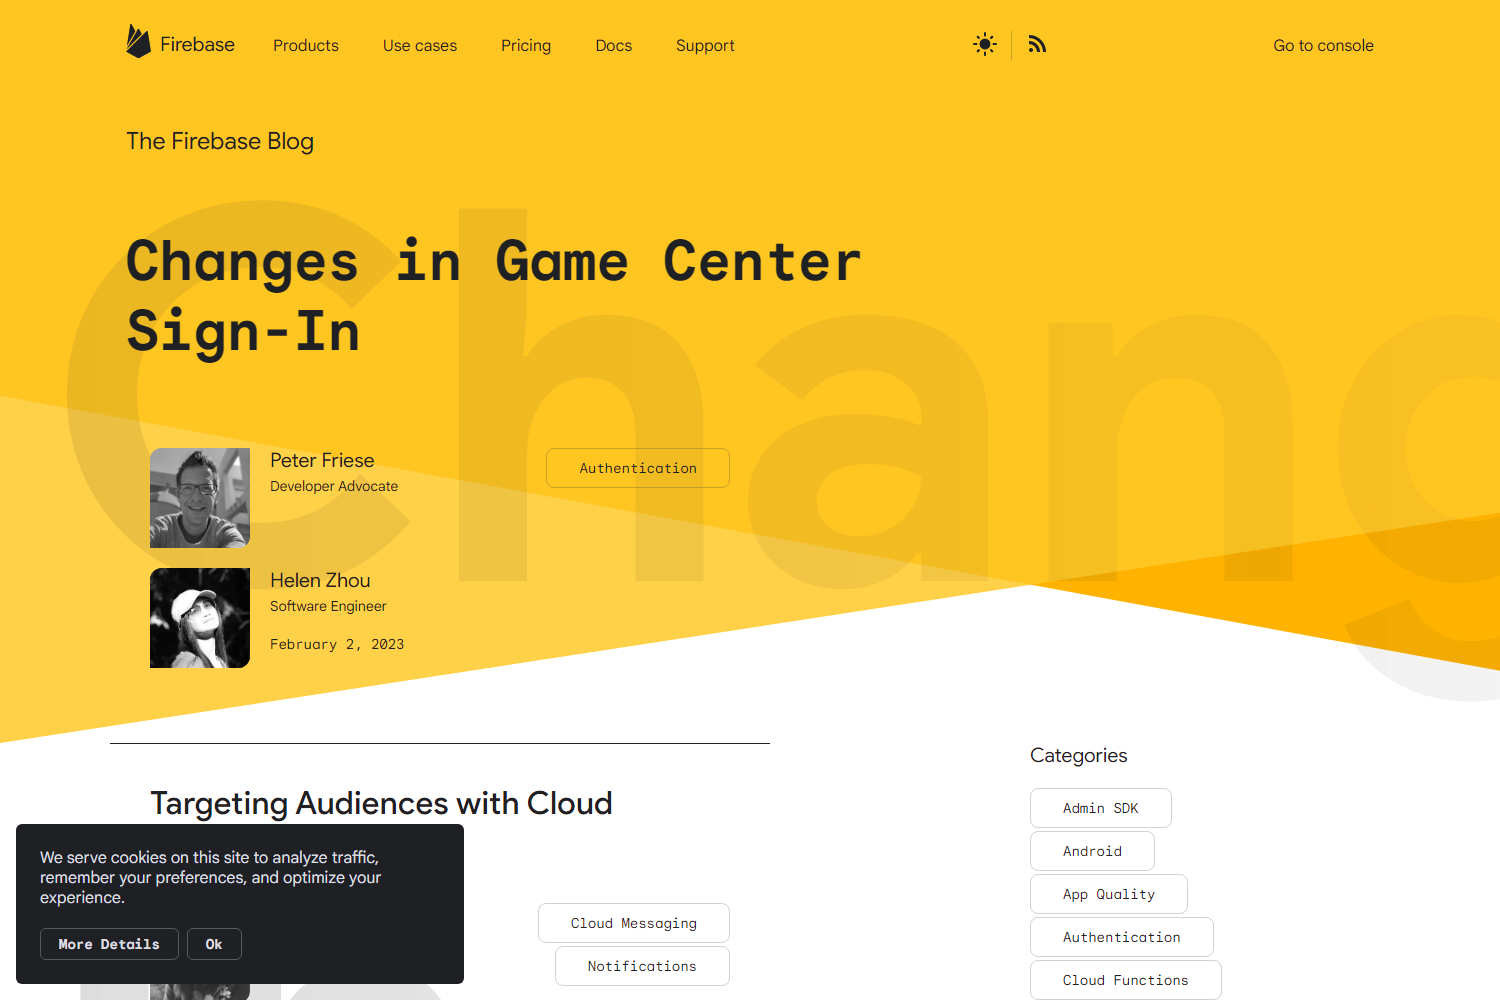 Firebase
Products
Use cases
Pricing
Docs
Support
Go to console
The Firebase Blog
Chang
Changes in Game Center
Sign-In
Peter Friese
Developer Advocate
Authentication
Helen Zhou
Software Engineer
February 2, 2023
Targeting Audiences with Cloud
Cloud Messaging
Notifications
Categories
Admin SDK
Android
App Quality
Authentication
Cloud Functions
We serve cookies on this site to analyze traffic,
remember your preferences, and optimize your
experience.
More Details
Ok